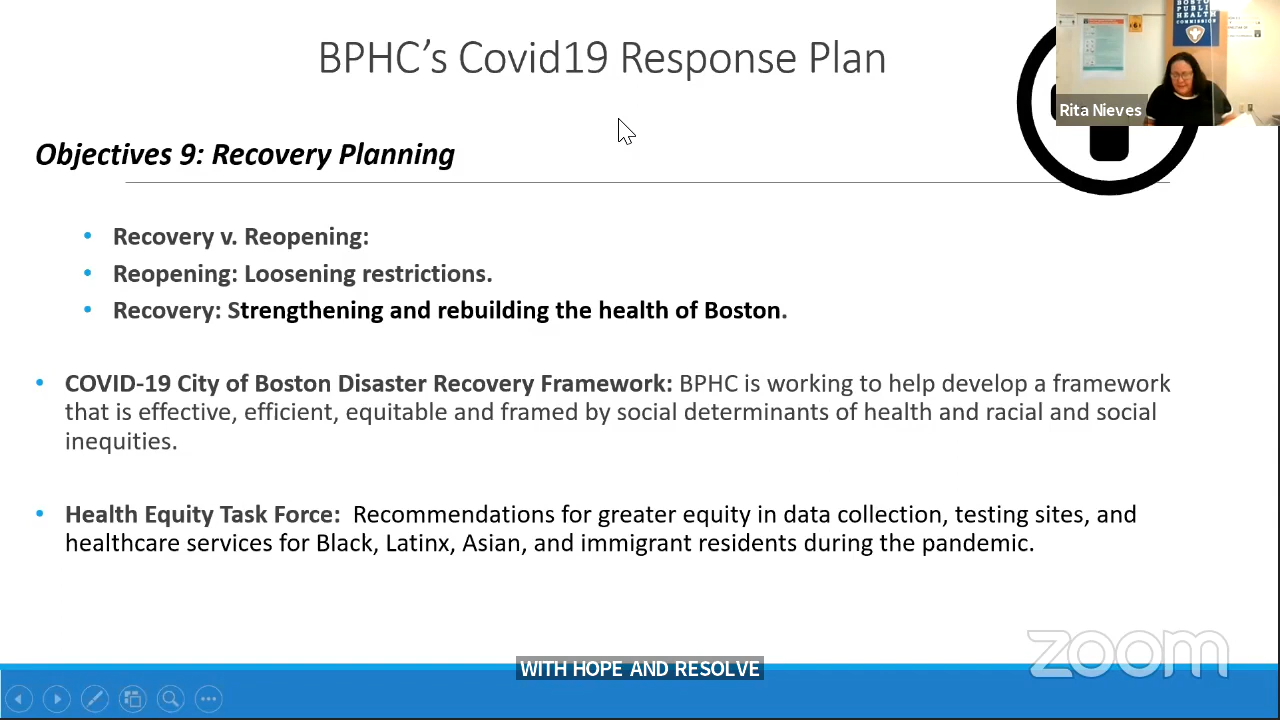 BPHC's Covid19 Response Plan
BOSTON
PUBLIC
HEALTH
COMMISSION
Rita Nieves
Objectives 9: Recovery Planning
• Recovery v. Reopening:
• Reopening: Loosening restrictions.
• Recovery: Strengthening and rebuilding the health of Boston.
• COVID-19 City of Boston Disaster Recovery Framework: BPHC is working to help develop a framework
that is effective, efficient, equitable and framed by social determinants of health and racial and social
inequities.
• Health Equity Task Force: Recommendations for greater equity in data collection, testing sites, and
healthcare services for Black, Latinx, Asian, and immigrant residents during the pandemic.
zoom
WITH HOPE AND RESOLVE